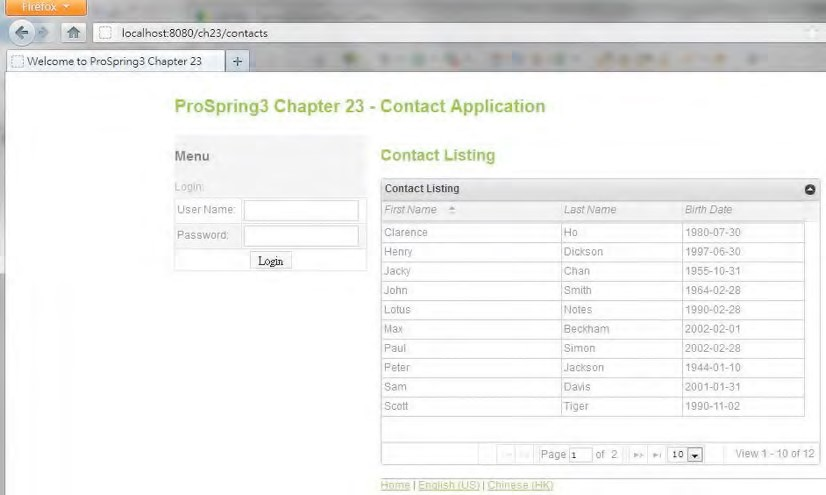 Firefox
localhost:8080/ch23/contacts
Welcome to ProSpring3 Chapter 23 +
ProSpring3 Chapter 23 - Contact Application
Menu
Login:
User Name:
Password:
Login
Contact Listing
Contact Listing
First Name Last Name Birth Date
Clarence Ho 1980-07-30
Henry Dickson 1997-06-30
Jacky Chan 1955-10-31
John Smith 1964-02-28
Lotus Notes 1990-02-28
Max Beckham 2002-02-01
Paul Simon 2002-02-28
Peter Jackson 1944-01-10
Sam Davis 2001-01-31
Scott Tiger 1990-11-02
Page 1 of 2 10 View 1 - 10 of 12
Home | English (US) | Chinese (HK)